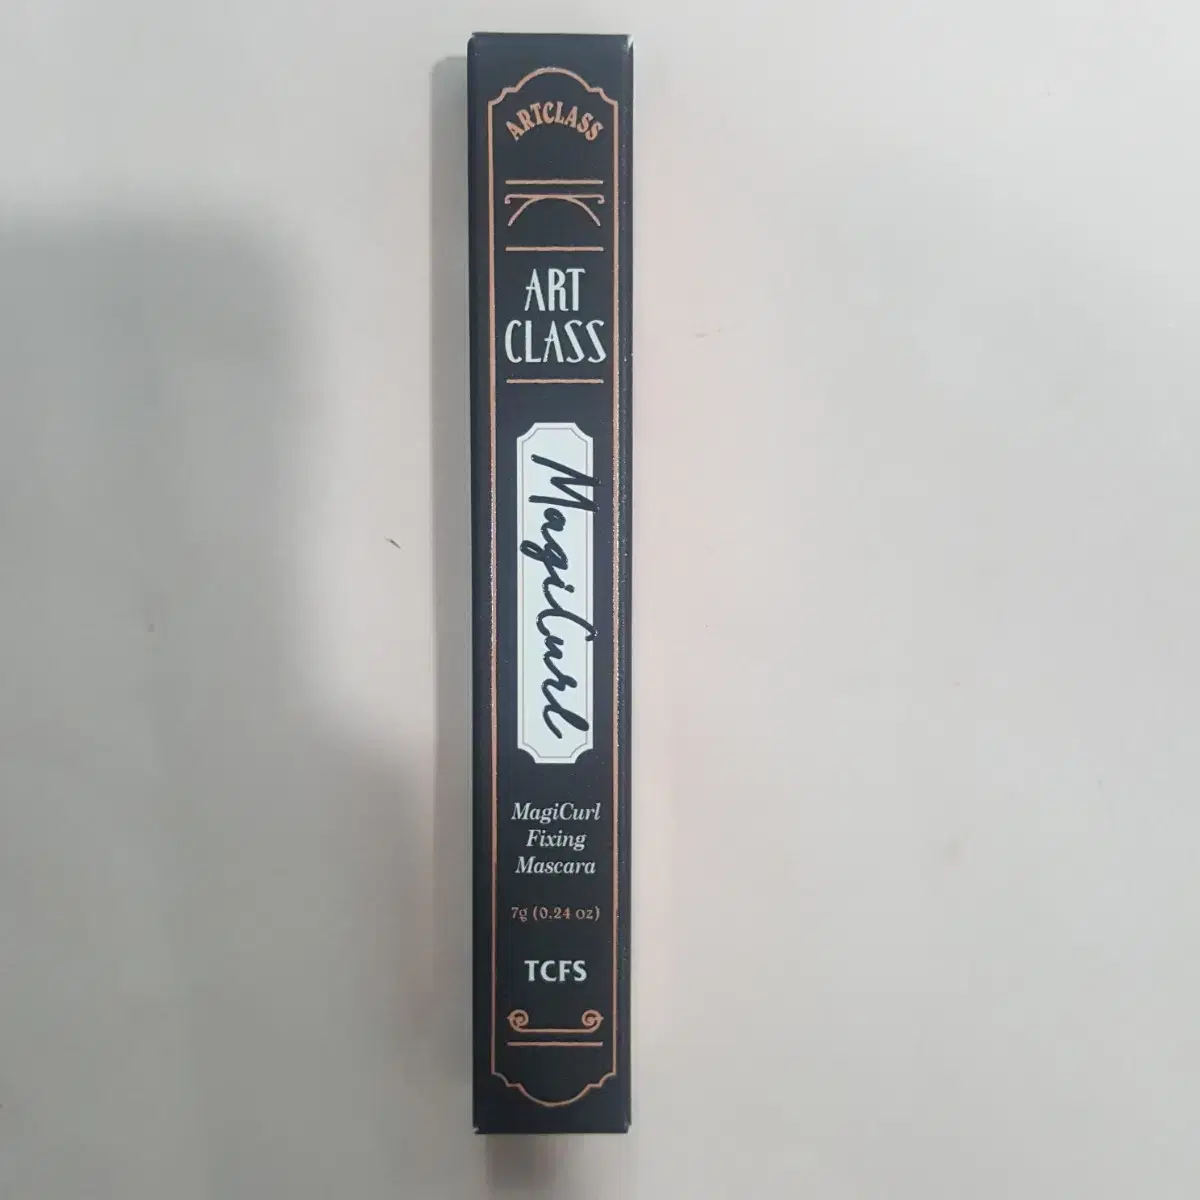 ARTCLASS
ART
CLASS
MagiCurl
MagiCurl
Fixing
Mascara
7g (0.24 oz)
TCFS